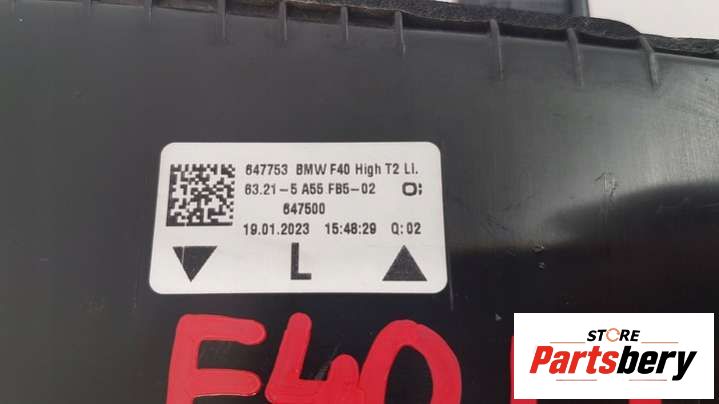 647753 BMW F40 High T2 Li.
63.21-5 A55 FB5-02 O;
647500
19.01.2023 15:48:29 Q:02
L
F40
STORE
Partsbery